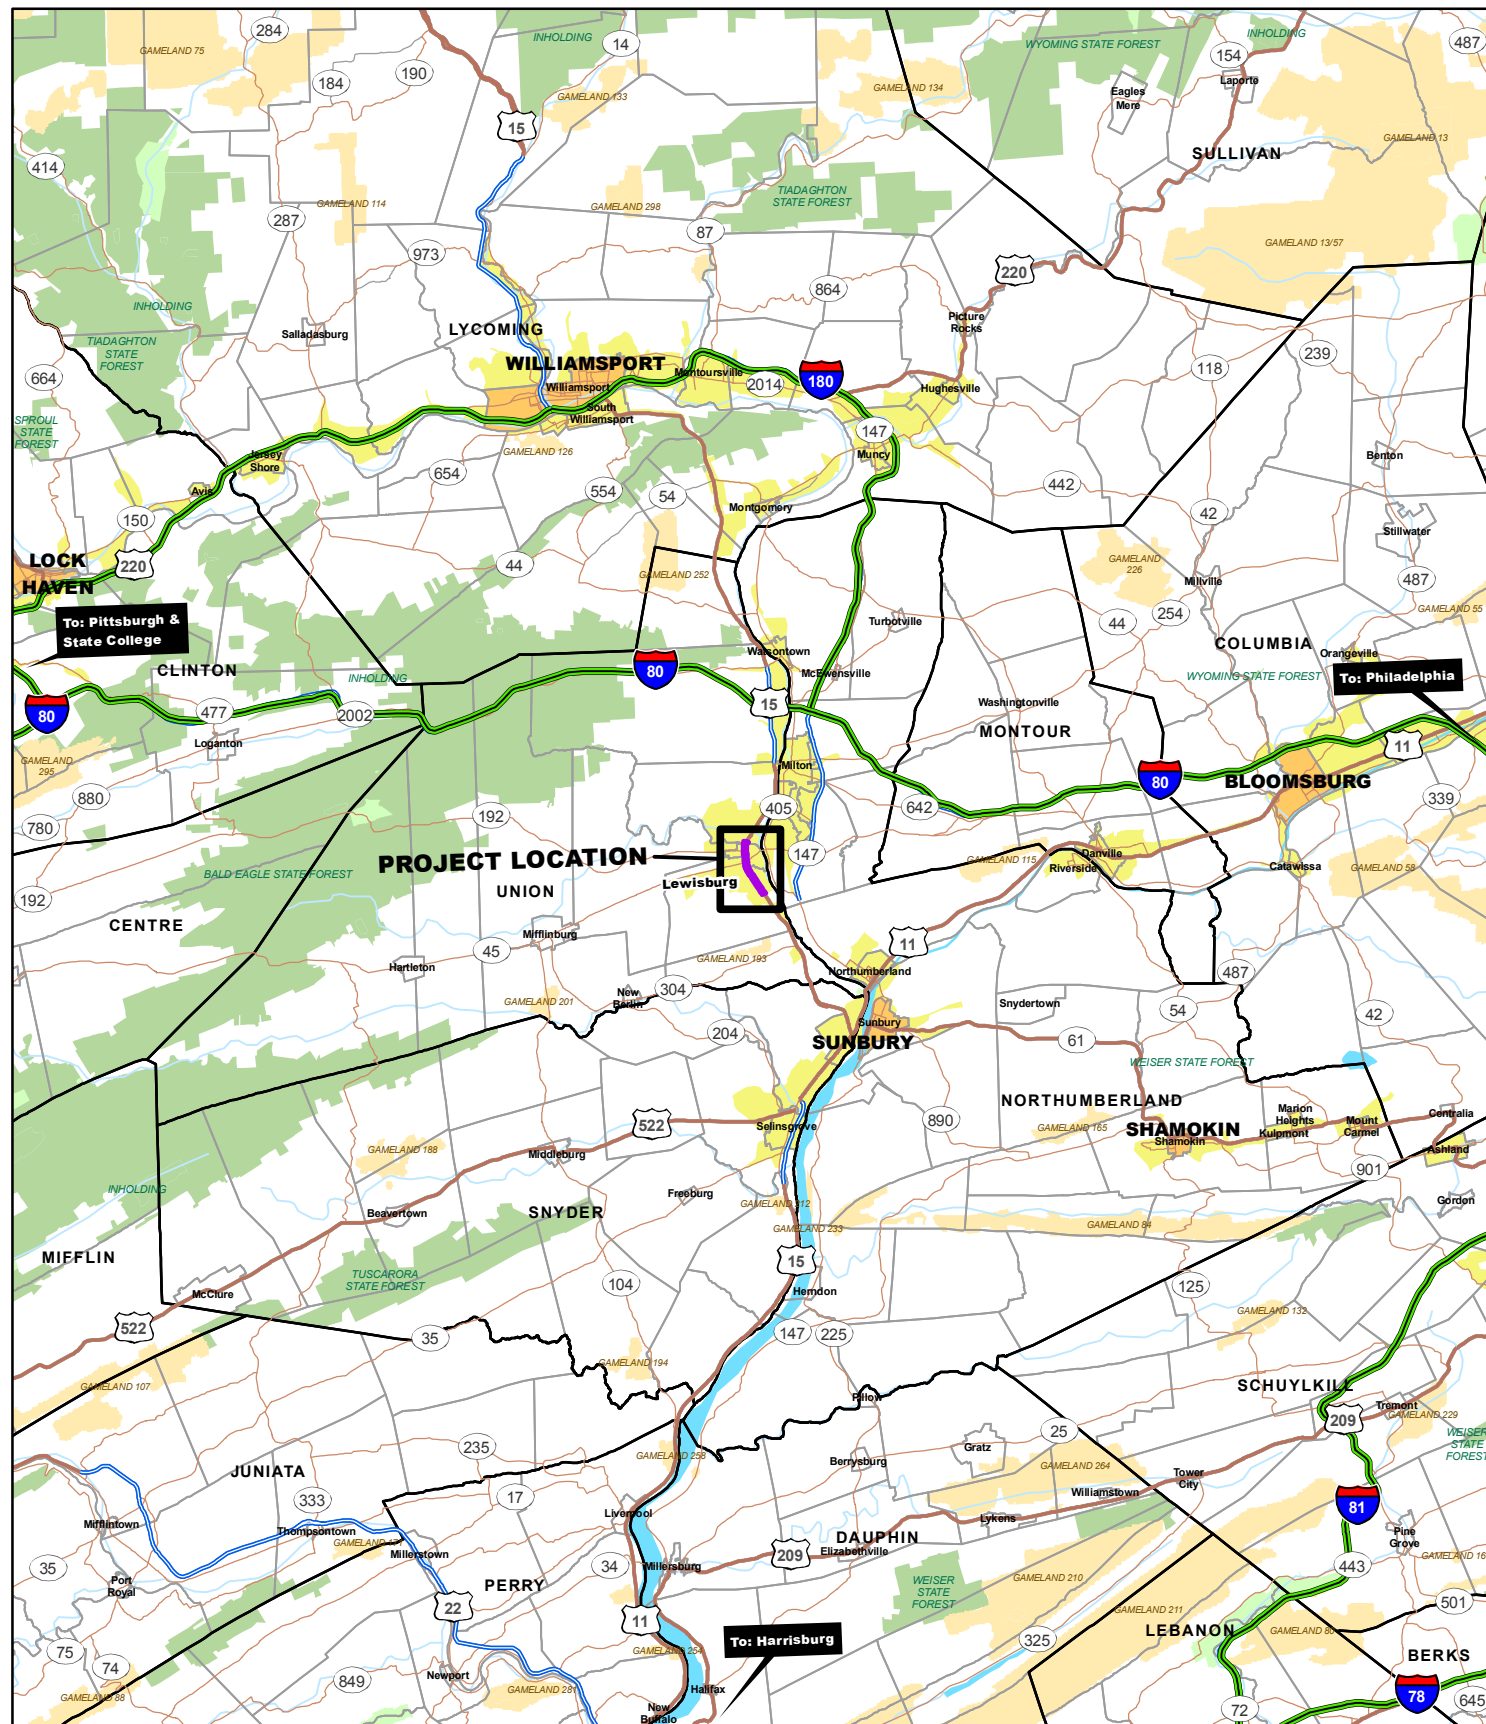 284
GAMELAND 75
INHOLDING
14
WYOMING STATE FOREST
INHOLDING
487
154
184
190
Laporte
GAMELAND 133
GAMELAND 134
Eagles
Mere
15
GAMELAND 13
SULLIVAN
414
TIADAGHTON
STATE FOREST
GAMELAND 114
GAMELAND 298
287
87
973
GAMELAND 13/57
220
864
INHOLDING
Salladasburg
LYCOMING
Picture
Rocks
TIADAGHTON
STATE
FOREST
239
WILLIAMSPORT
118
664
Montoursville
180
2014
Williamsport
Hughesville
South
Williamsport
SPROUL
STATE
FOREST
147
GAMELAND 126
Muncy
Jersey
Shore
Benton
654
442
Avis
554
54
Montgomery
150
42
Stillwater
LOCK
HAVEN
220
44
GAMELAND 252
GAMELAND
226
Millville
487
GAMELAND 55
254
To: Pittsburgh &
State College
Turbotville
44
COLUMBIA
Watsontown
Orangeville
CLINTON
80
McEwensville
INHOLDING
WYOMING STATE FOREST
To: Philadelphia
80
477
2002
15
Washingtonville
MONTOUR
Loganton
11
GAMELAND
295
Milton
80
BLOOMSBURG
880
405
642
339
780
192
PROJECT LOCATION
147
Danville
GAMELAND 115
Riverside
Catawissa
GAMELAND 58
BALD EAGLE STATE FOREST
Lewisburg
UNION
192
CENTRE
Mifflinburg
45
11
Hartleton
GAMELAND 193
Northumberland
487
304
New
Berlin
GAMELAND 201
Snydertown
54
42
204
Sunbury
SUNBURY
61
WEISER STATE FOREST
NORTHUMBERLAND
Marion
Heights
Centralia
522
890
GAMELAND 165
SHAMOKIN
Mount
Carmel
Selinsgrove
Kulpmont
Shamokin
Ashland
GAMELAND 188
Middleburg
901
INHOLDING
Freeburg
GAMELAND 212
Gordon
Beavertown
SNYDER
GAMELAND 233
GAMELAND 84
MIFFLIN
15
TUSCARORA
STATE FOREST
104
125
McClure
Herndon
GAMELAND 132
522
35
147
225
GAMELAND 194
GAMELAND 107
SCHUYLKILL
Pillow
Tremont
209
GAMELAND 229
235
25
WEISER
STATE
FOREST
GAMELAND 258
Gratz
JUNIATA
Berrysburg
GAMELAND 264
Tower
City
17
Williamstown
333
Liverpool
81
Mifflintown
Thompsontown
Lykens
DAUPHIN
Pine
Grove
GAMELAND 171
Millerstown
Elizabethville
209
35
34
Millersburg
443
Port
Royal
PERRY
WEISER
STATE
FOREST
GAMELAND 210
501
22
11
GAMELAND 211
LEBANON
GAMELAND 80
To: Harrisburg
325
75
GAMELAND 254
BERKS
74
849
Newport
GAMELAND 281
Halifax
GAMELAND 88
78
645
New
Buffalo
72